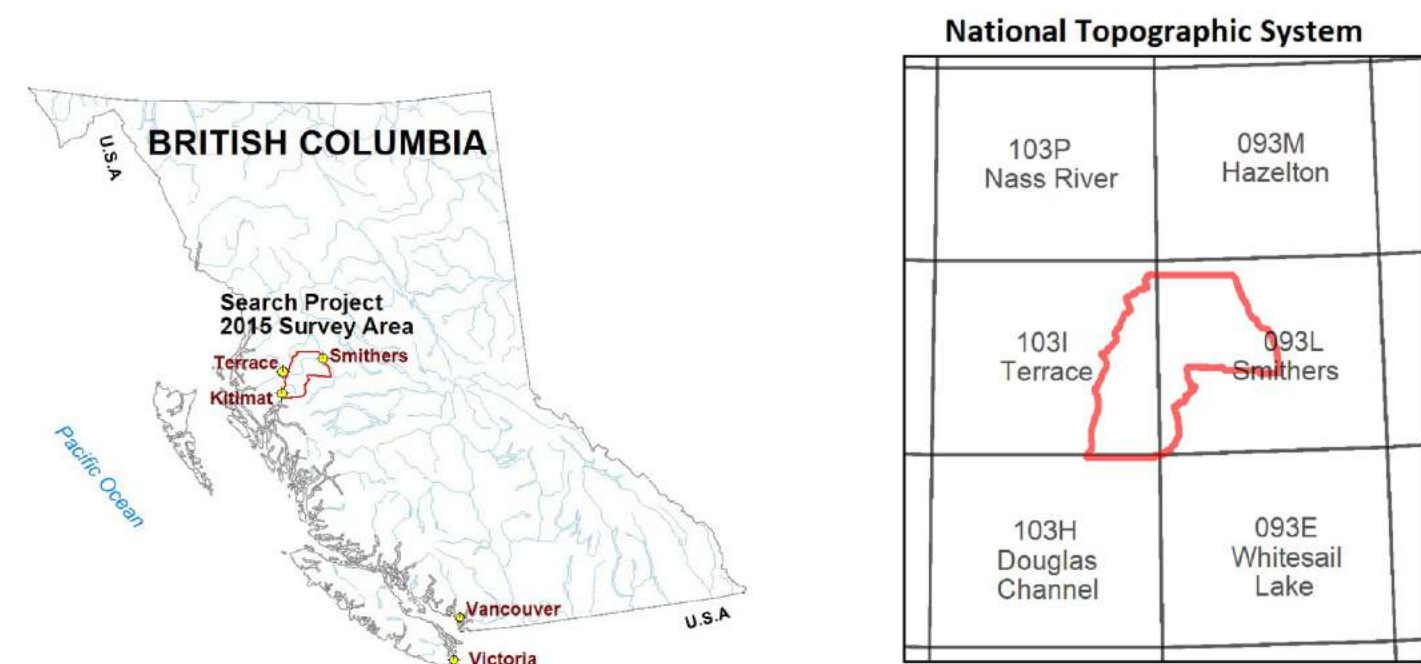 National Topographic System
BRITISH COLUMBIA
U.S.A
Search Project
2015 Survey Area
Terrace
Smithers
Kitimat
Pacific Ocean
Vancouver
U.S.A
Victoria
103P
Nass River
093M
Hazelton
103I
Terrace
093L
Smithers
103H
Douglas
Channel
093E
Whitesail
Lake